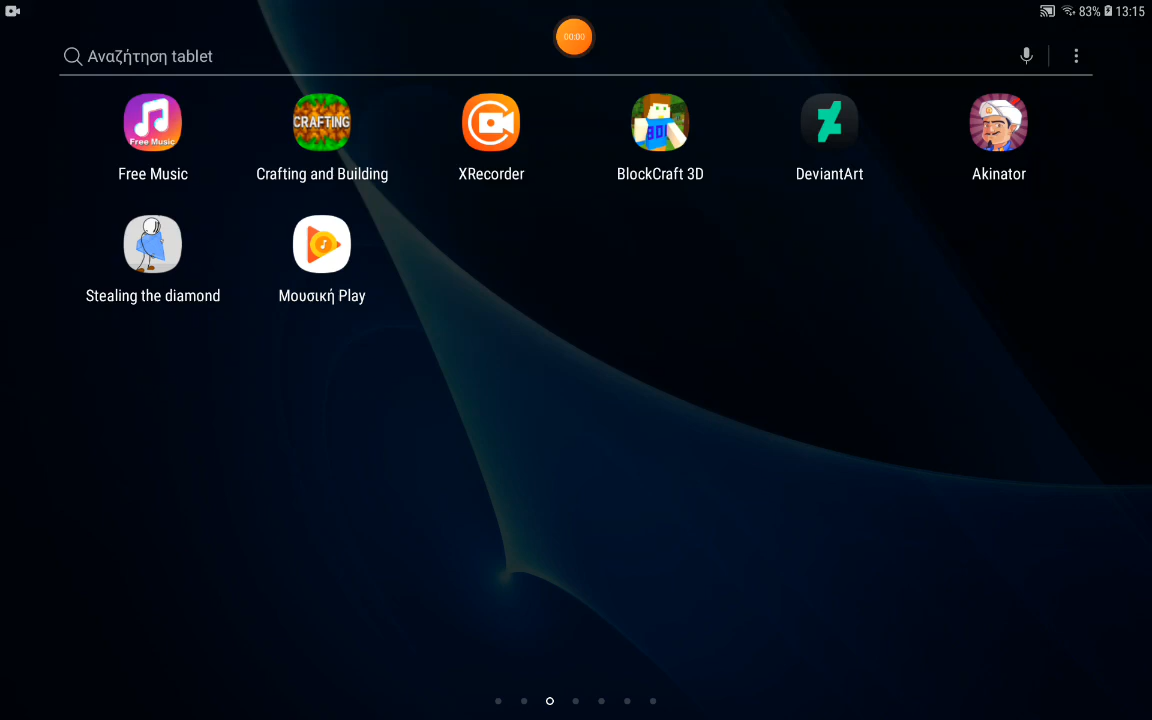 83% 13:15
00:00
Αναζήτηση tablet
Free Music
CRAFTING
BOI
Free Music
Crafting and Building
XRecorder
BlockCraft 3D
DeviantArt
Akinator
Stealing the diamond
Μουσική Play